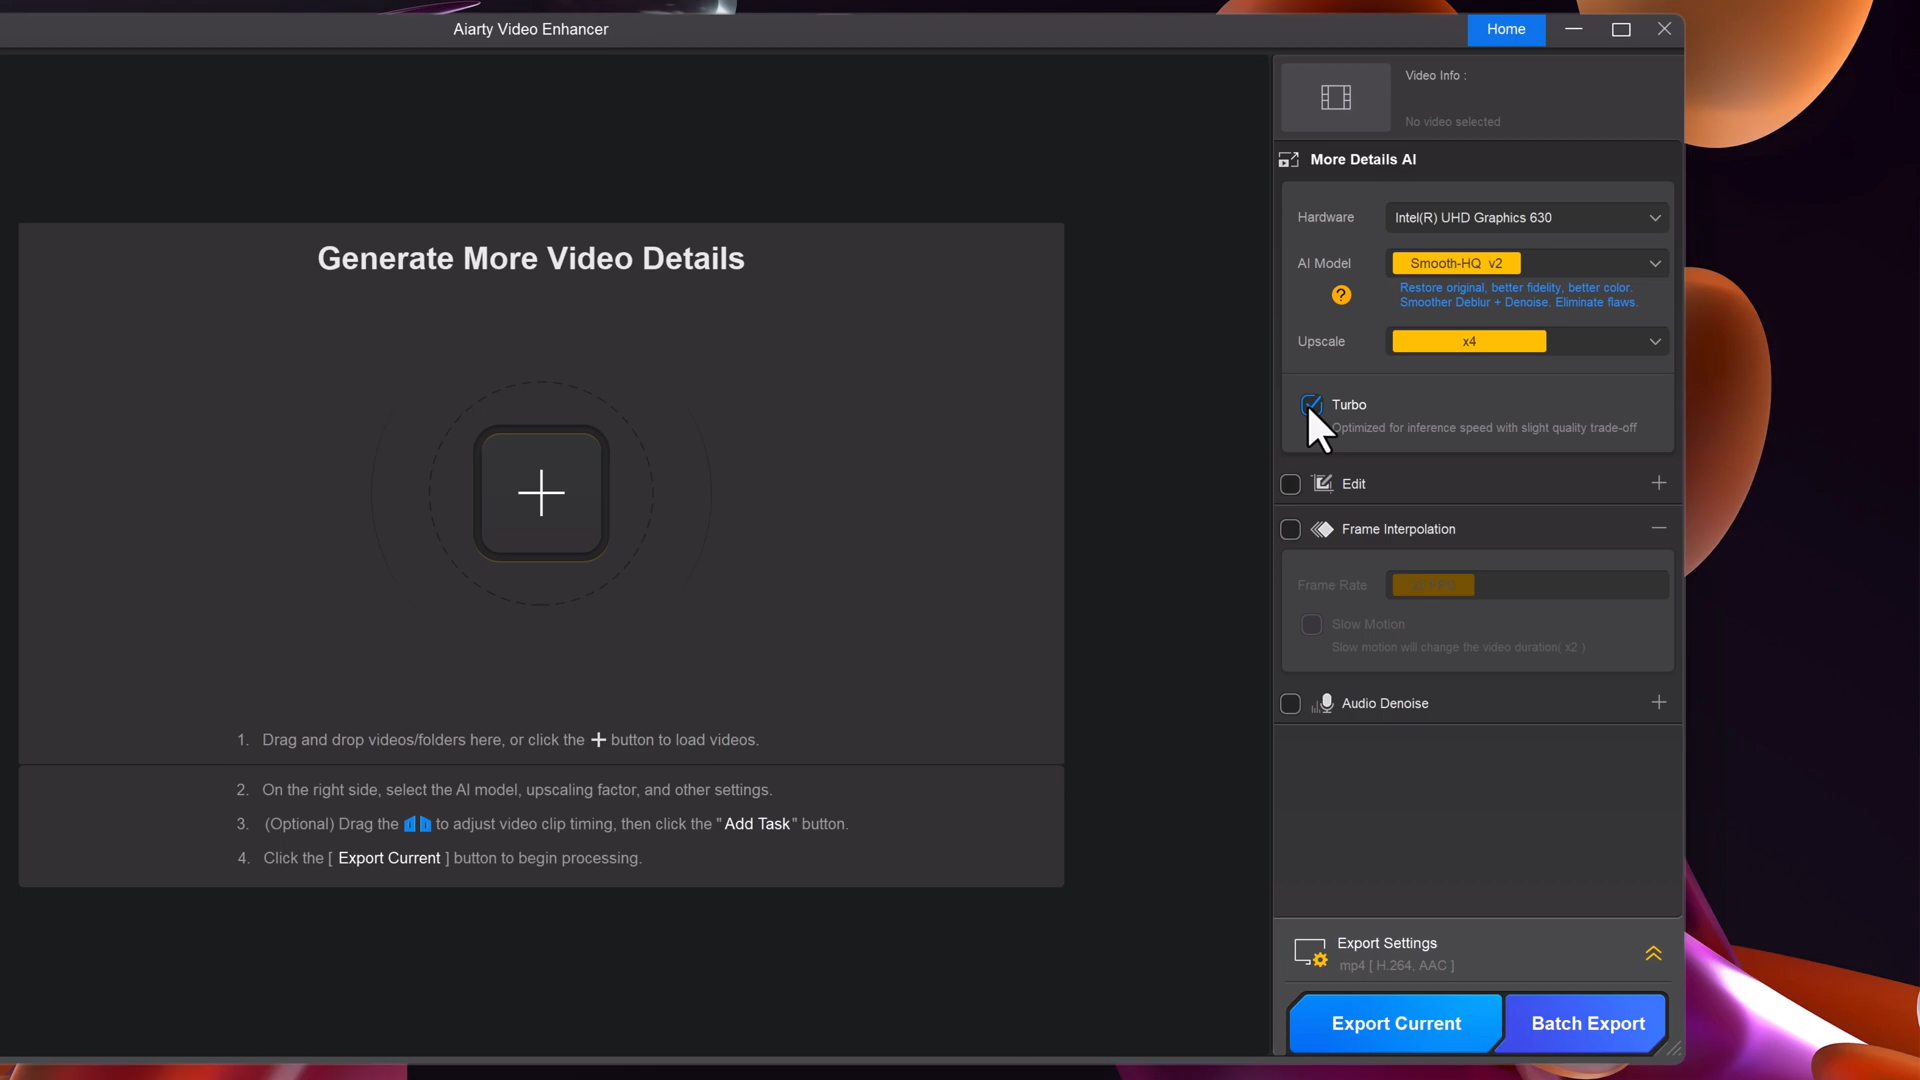 Aiarty Video Enhancer
Home
Video Info :
No video selected
More Details AI
Hardware
Intel(R) UHD Graphics 630
AI Model
Smooth-HQ v2
?
Restore original, better fidelity, better color.
Smoother Deblur + Denoise. Eliminate flaws.
Upscale
x4
Turbo
Optimized for inference speed with slight quality trade-off
Edit
Frame Interpolation
Frame Rate
Slow Motion
Slow motion will change the video duration( x2 )
Audio Denoise
Export Settings
mp4 [ H.264, AAC ]
Export Current
Batch Export
Generate More Video Details
1. Drag and drop videos/folders here, or click the + button to load videos.
2. On the right side, select the AI model, upscaling factor, and other settings.
3. (Optional) Drag the to adjust video clip timing, then click the "Add Task" button.
4. Click the [ Export Current ] button to begin processing.